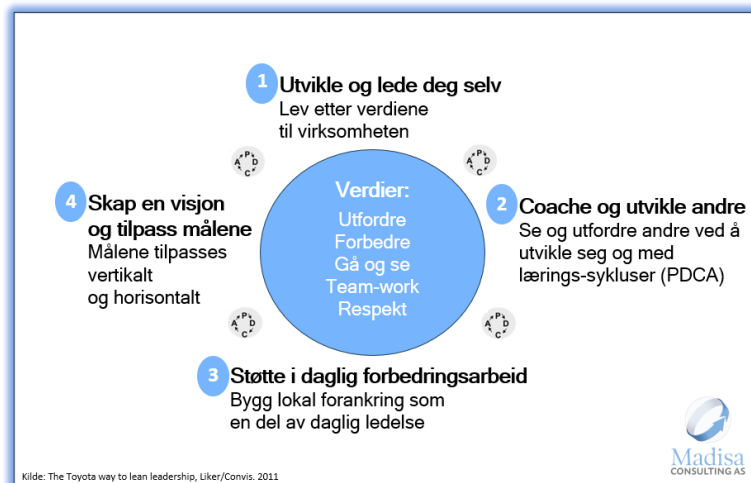 1 Utvikle og lede deg selv
Lev etter verdiene
til virksomheten
P
A D
C
P
A D
C
4 Skap en visjon
og tilpass målene
Målene tilpasses
vertikalt
og horisontalt
Verdier:
Utfordre
Forbedre
Gå og se
Team-work
Respekt
2 Coache og utvikle andre
Se og utfordre andre ved å
utvikle seg og med
lærings-sykluser (PDCA)
P
A D
C
P
A D
C
3 Støtte i daglig forbedringsarbeid
Bygg lokal forankring som
en del av daglig ledelse
Kilde: The Toyota way to lean leadership, Liker/Convis. 2011
Madisa
CONSULTING AS